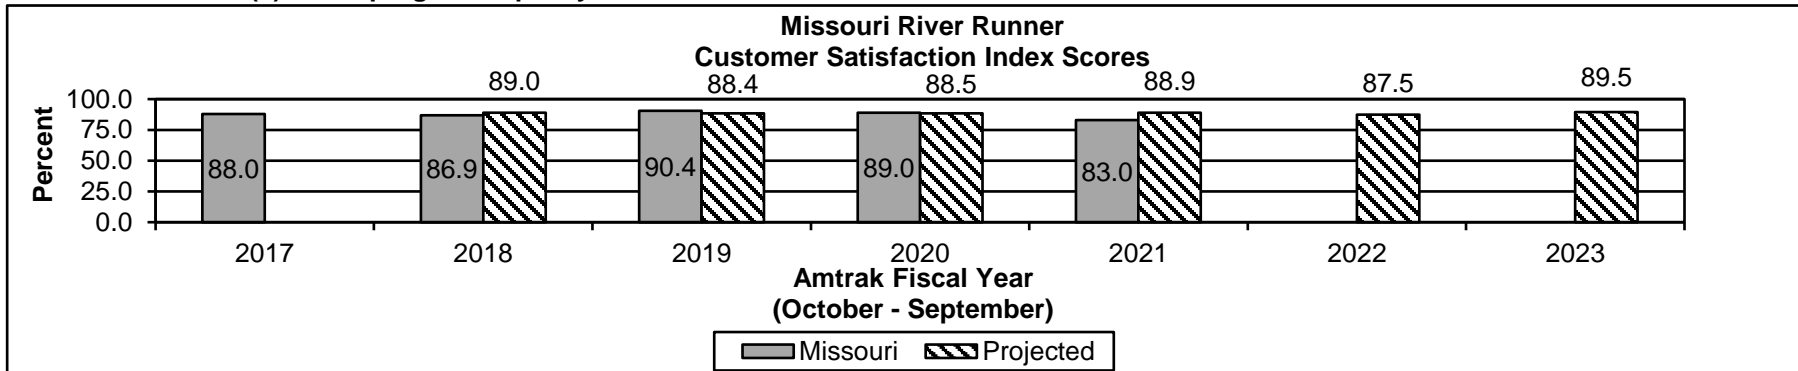 Missouri River Runner
Customer Satisfaction Index Scores
89.0 88.4 88.5 88.9 87.5 89.5
Percent
100.0
75.0
50.0
25.0
0.0
88.0 86.9 90.4 89.0 83.0
2017 2018 2019 2020 2021 2022 2023
Amtrak Fiscal Year
(October - September)
Missouri Projected